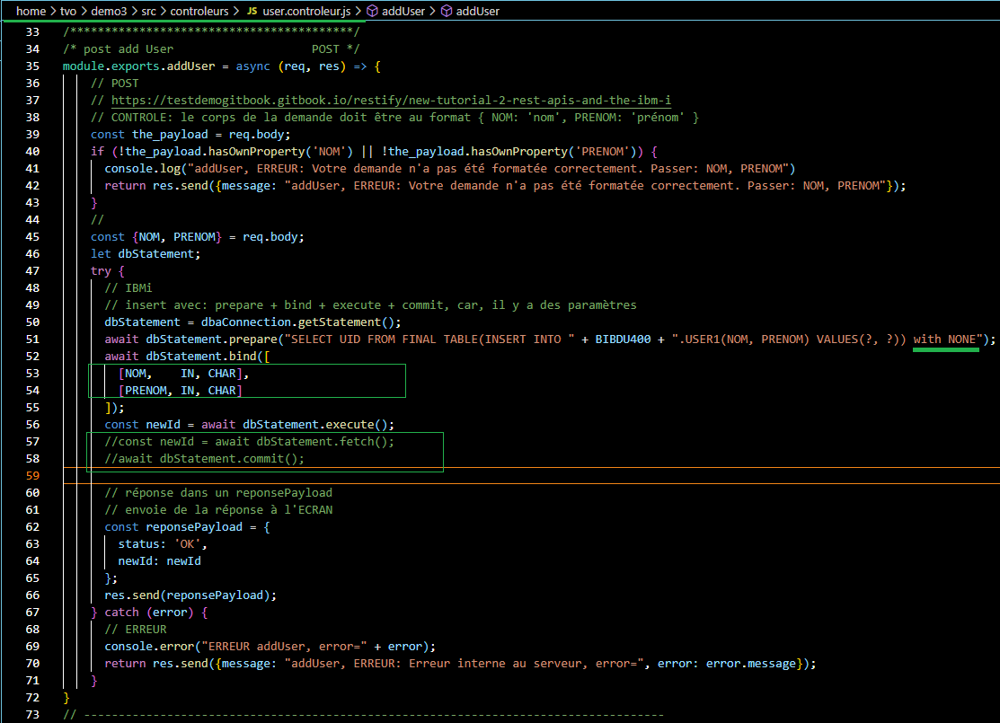 home > tvo > demo3 > src > controleurs > JS user.controleur.js > addUser > addUser
33 /*****************************************/
34 /* post add User                    POST */
35 module.exports.addUser = async (req, res) => {
36     // POST
37     // https://testdemogitbook.gitbook.io/restify/new-tutorial-2-rest-apis-and-the-ibm-i
38     // CONTROLE: le corps de la demande doit être au format { NOM: 'nom', PRENOM: 'prénom' }
39     const the_payload = req.body;
40     if (!the_payload.hasOwnProperty('NOM') || !the_payload.hasOwnProperty('PRENOM')) {
41       console.log("addUser, ERREUR: Votre demande n'a pas été formatée correctement. Passer: NOM, PRENOM")
42       return res.send({message: "addUser, ERREUR: Votre demande n'a pas été formatée correctement. Passer: NOM, PRENOM"});
43     }
44     //
45     const {NOM, PRENOM} = req.body;
46     let dbStatement;
47     try {
48       // IBMi
49       // insert avec: prepare + bind + execute + commit, car, il y a des paramètres
50       dbStatement = dbaConnection.getStatement();
51       await dbStatement.prepare("SELECT UID FROM FINAL TABLE(INSERT INTO " + BIBDU400 + ".USER1(NOM, PRENOM) VALUES(?, ?)) with NONE");
52       await dbStatement.bind([
53         [NOM,    IN, CHAR],
54         [PRENOM, IN, CHAR]
55       ]);
56       const newId = await dbStatement.execute();
57       //const newId = await dbStatement.fetch();
58       //await dbStatement.commit();
59
60       // réponse dans un reponsePayload
61       // envoie de la réponse à l'ECRAN
62       const reponsePayload = {
63         status: 'OK',
64         newId: newId
65       };
66       res.send(reponsePayload);
67     } catch (error) {
68       // ERREUR
69       console.error("ERREUR addUser, error=" + error);
70       return res.send({message: "addUser, ERREUR: Erreur interne au serveur, error=", error: error.message});
71     }
72 }
73 // ------------------------------------------------------------------------------------